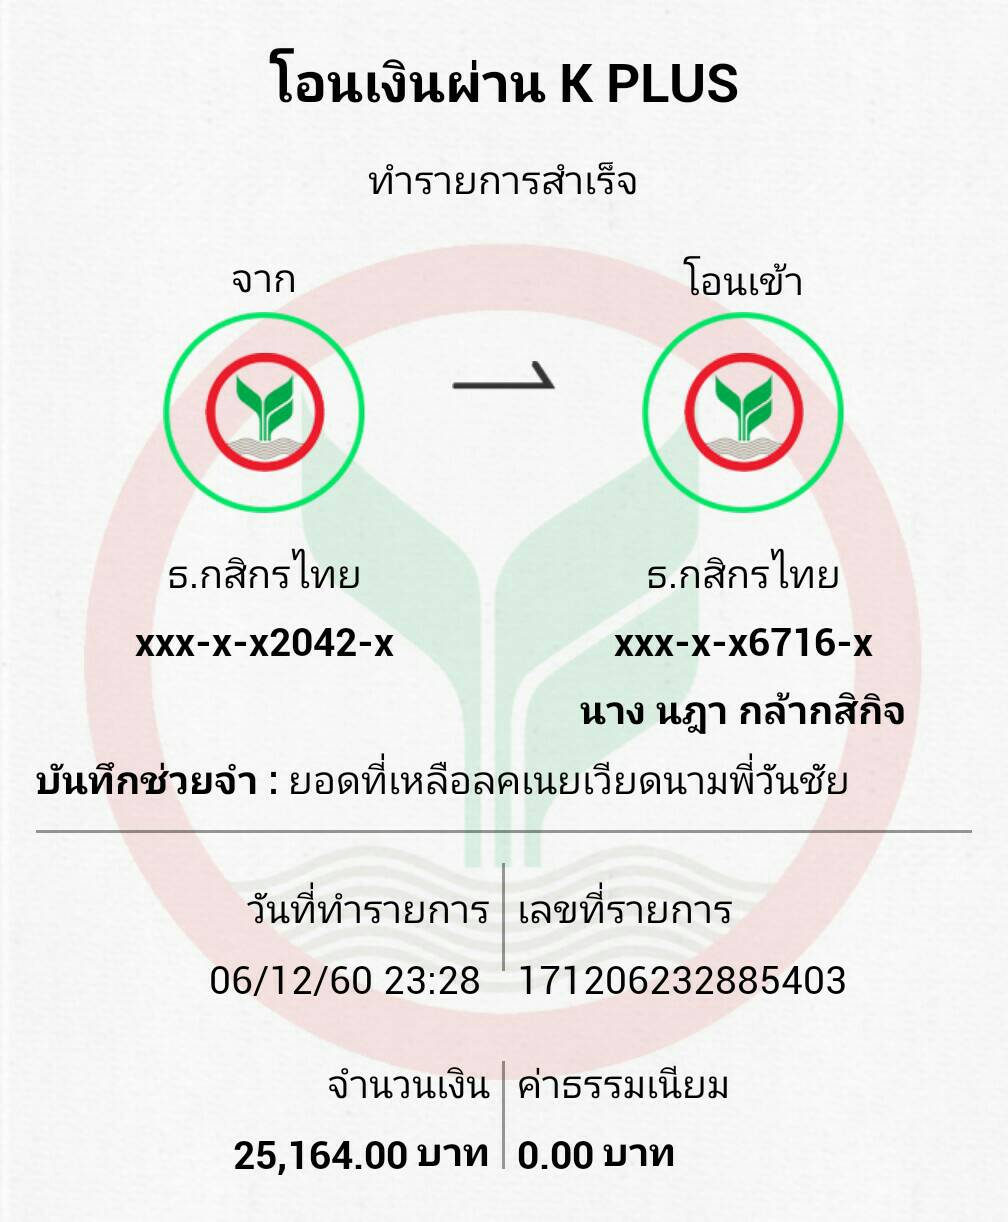 โอนเงินผ่าน K PLUS
ทำรายการสำเร็จ
จาก
โอนเข้า
ธ.กสิกรไทย
ธ.กสิกรไทย
xxx-x-x2042-x
xxx-x-x6716-x
นาง นฎา กล้ากสิกิจ
บันทึกช่วยจำ : ยอดที่เหลือลคเนยเวียดนามพี่วันชัย
วันที่ทำรายการ
เลขที่รายการ
06/12/60 23:28
171206232885403
จำนวนเงิน
ค่าธรรมเนียม
25,164.00 บาท
0.00 บาท